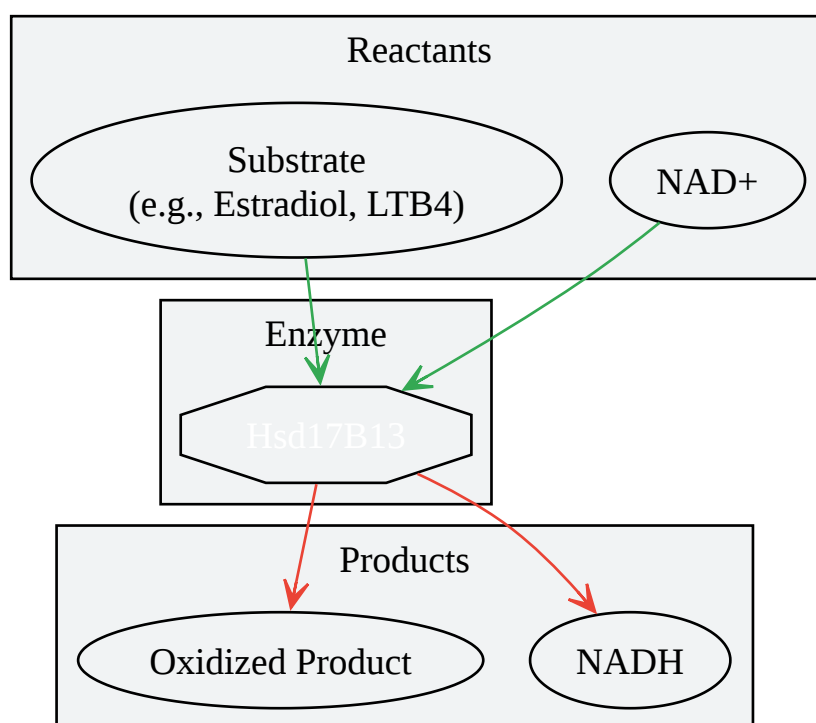 Reactants
Substrate
(e.g., Estradiol, LTB4)
NAD+
Enzyme
Hsd17B13
Products
Oxidized Product
NADH